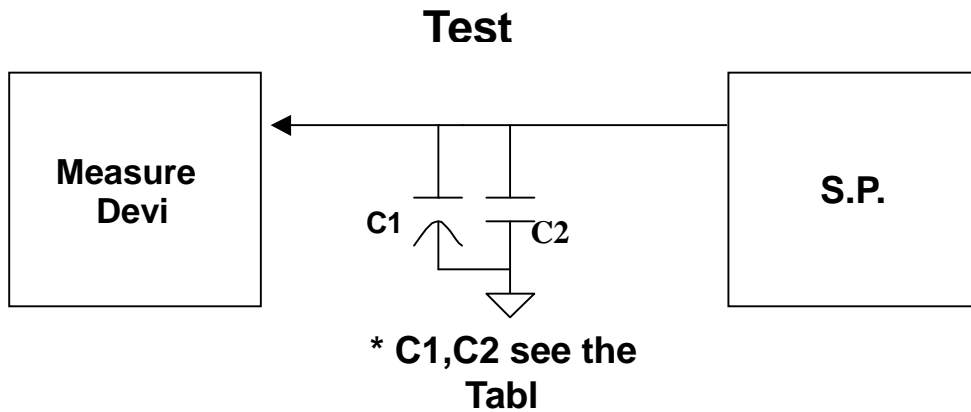 Test
Measure
Devi
S.P.
C1
C2
* C1,C2 see the
Tabl